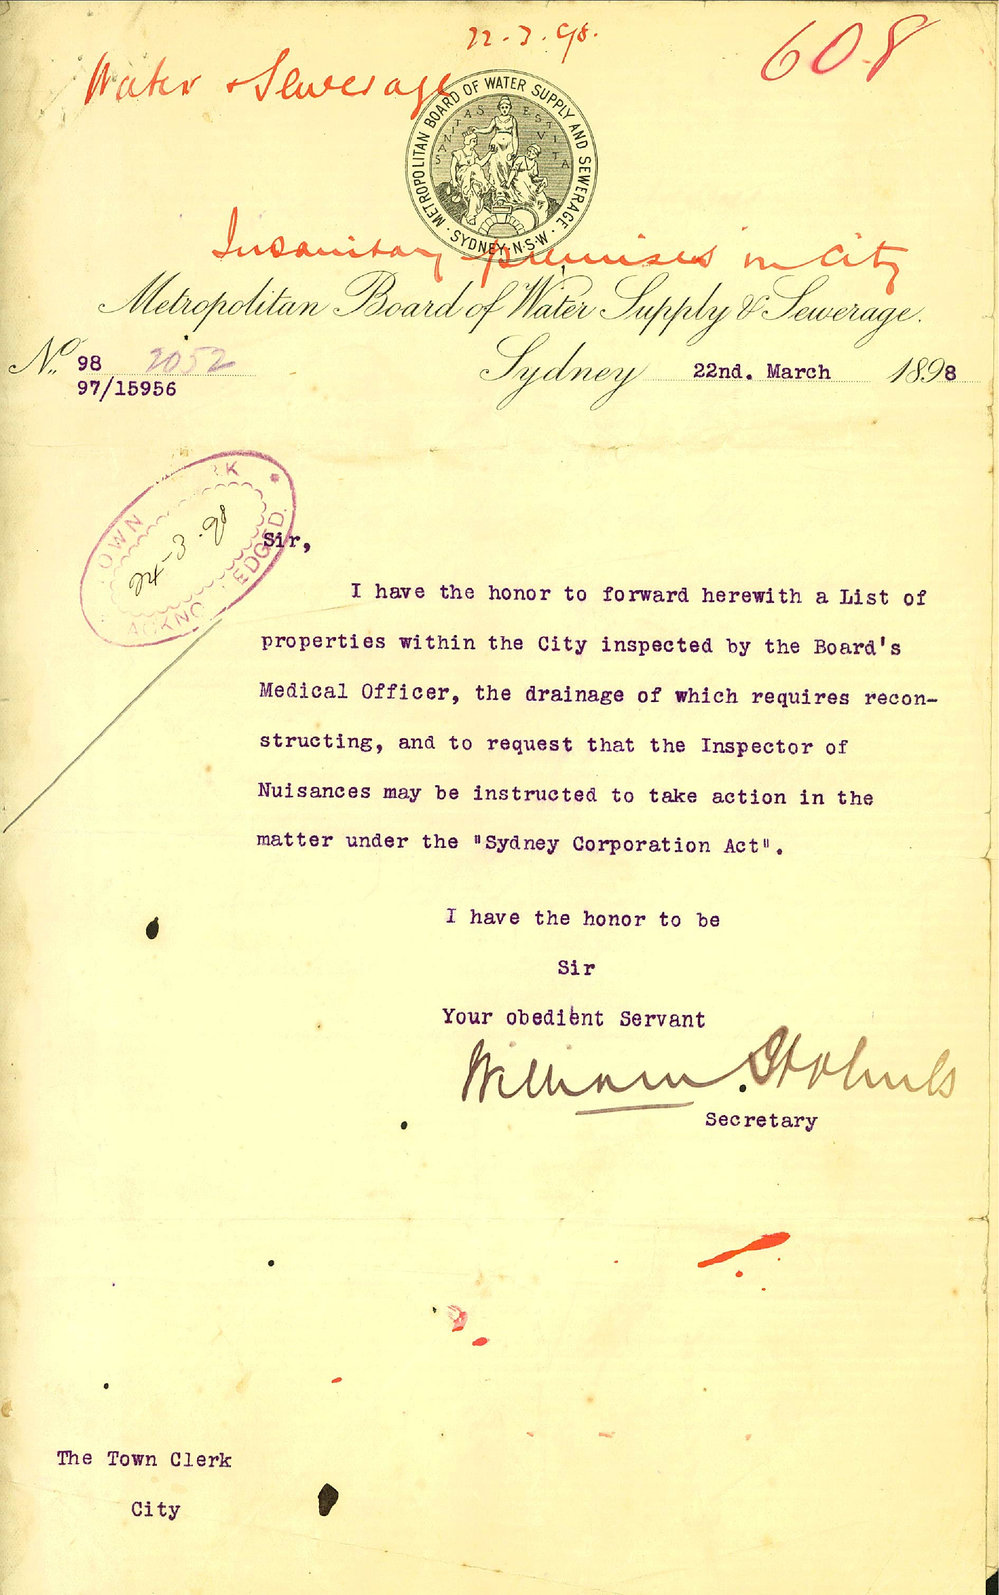 22.3.98.
608
Water & Sewerage
METROPOLITAN BOARD OF WATER SUPPLY AND SEWERAGE
SANITAS EST VITA
· SYDNEY · N·S·W ·
Insanitary premises in City
Metropolitan Board of Water Supply & Sewerage.
No. 98 2052
97/15956
Sydney 22nd. March 1898
TOWN
24-3-98
Sir,
I have the honor to forward herewith a List of
properties within the City inspected by the Board's
Medical Officer, the drainage of which requires recon-
structing, and to request that the Inspector of
Nuisances may be instructed to take action in the
matter under the "Sydney Corporation Act".
I have the honor to be
Sir
Your obedient Servant
William
Secretary
The Town Clerk
City